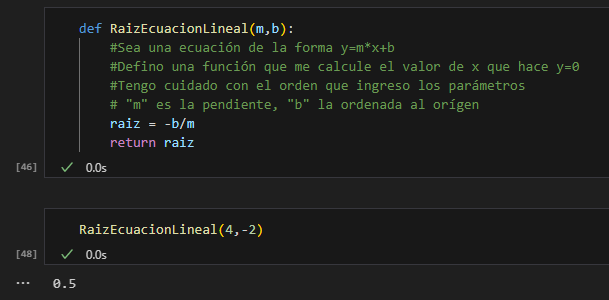 def RaizEcuacionLineal(m,b):
#Sea una ecuación de la forma y=m*x+b
#Defino una función que me calcule el valor de x que hace y=0
#Tengo cuidado con el orden que ingreso los parámetros
# "m" es la pendiente, "b" la ordenada al orígen
raiz = -b/m
return raiz
[46] ✓ 0.0s
RaizEcuacionLineal(4,-2)
[48] ✓ 0.0s
... 0.5